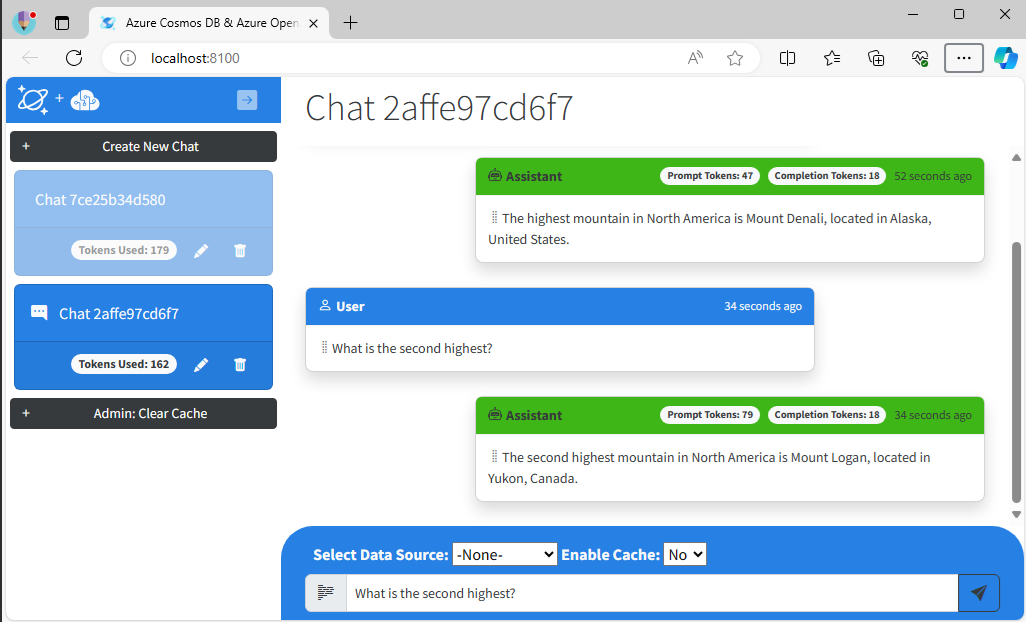 Azure Cosmos DB & Azure Open
localhost:8100
+
+ Create New Chat
Chat 7ce25b34d580
Tokens Used: 179
Chat 2affe97cd6f7
Tokens Used: 162
+ Admin: Clear Cache
Chat 2affe97cd6f7
Assistant Prompt Tokens: 47 Completion Tokens: 18 52 seconds ago
The highest mountain in North America is Mount Denali, located in Alaska,
United States.
User 34 seconds ago
What is the second highest?
Assistant Prompt Tokens: 79 Completion Tokens: 18 34 seconds ago
The second highest mountain in North America is Mount Logan, located in
Yukon, Canada.
Select Data Source: -None- Enable Cache: No
What is the second highest?